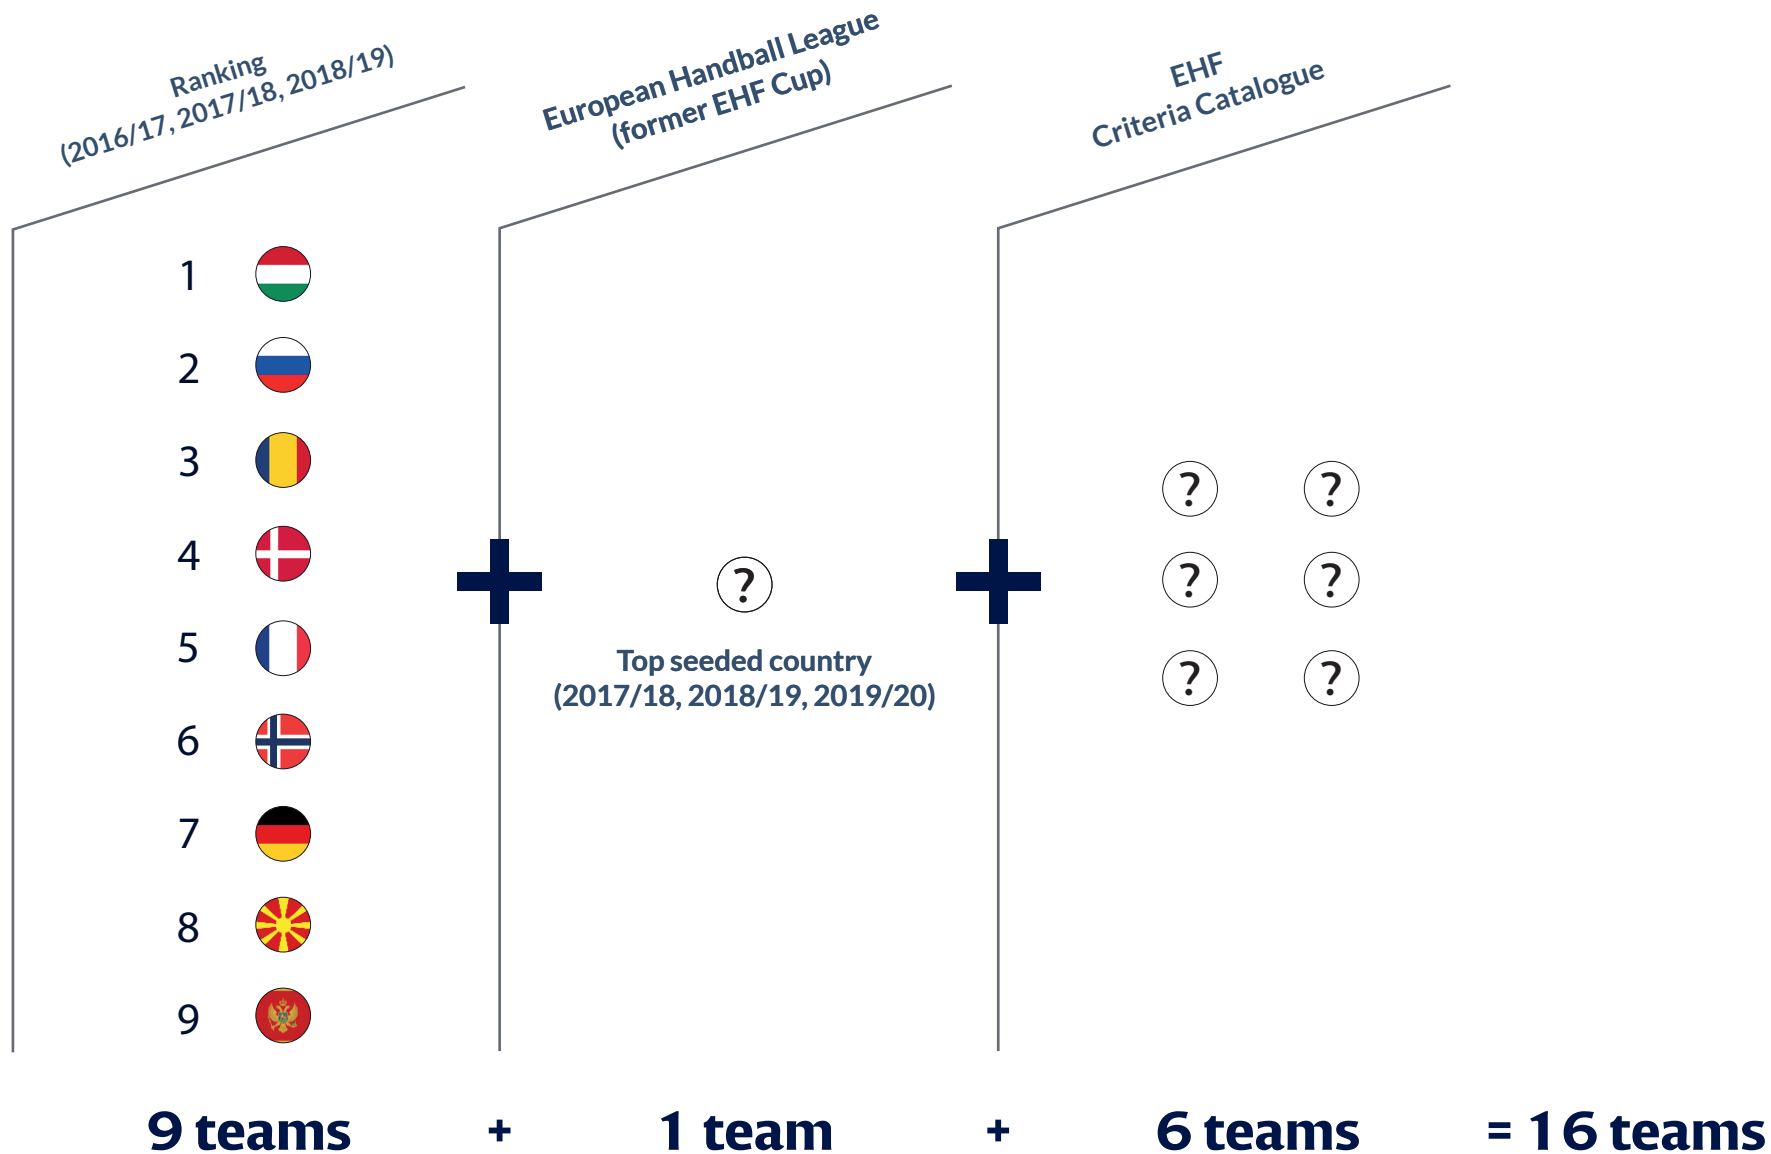 Ranking
(2016/17, 2017/18, 2018/19)
European Handball League
(former EHF Cup)
EHF
Criteria Catalogue
1
2
3
4
5
6
7
8
9
?
Top seeded country
(2017/18, 2018/19, 2019/20)
? ?
? ?
? ?
9 teams + 1 team + 6 teams = 16 teams